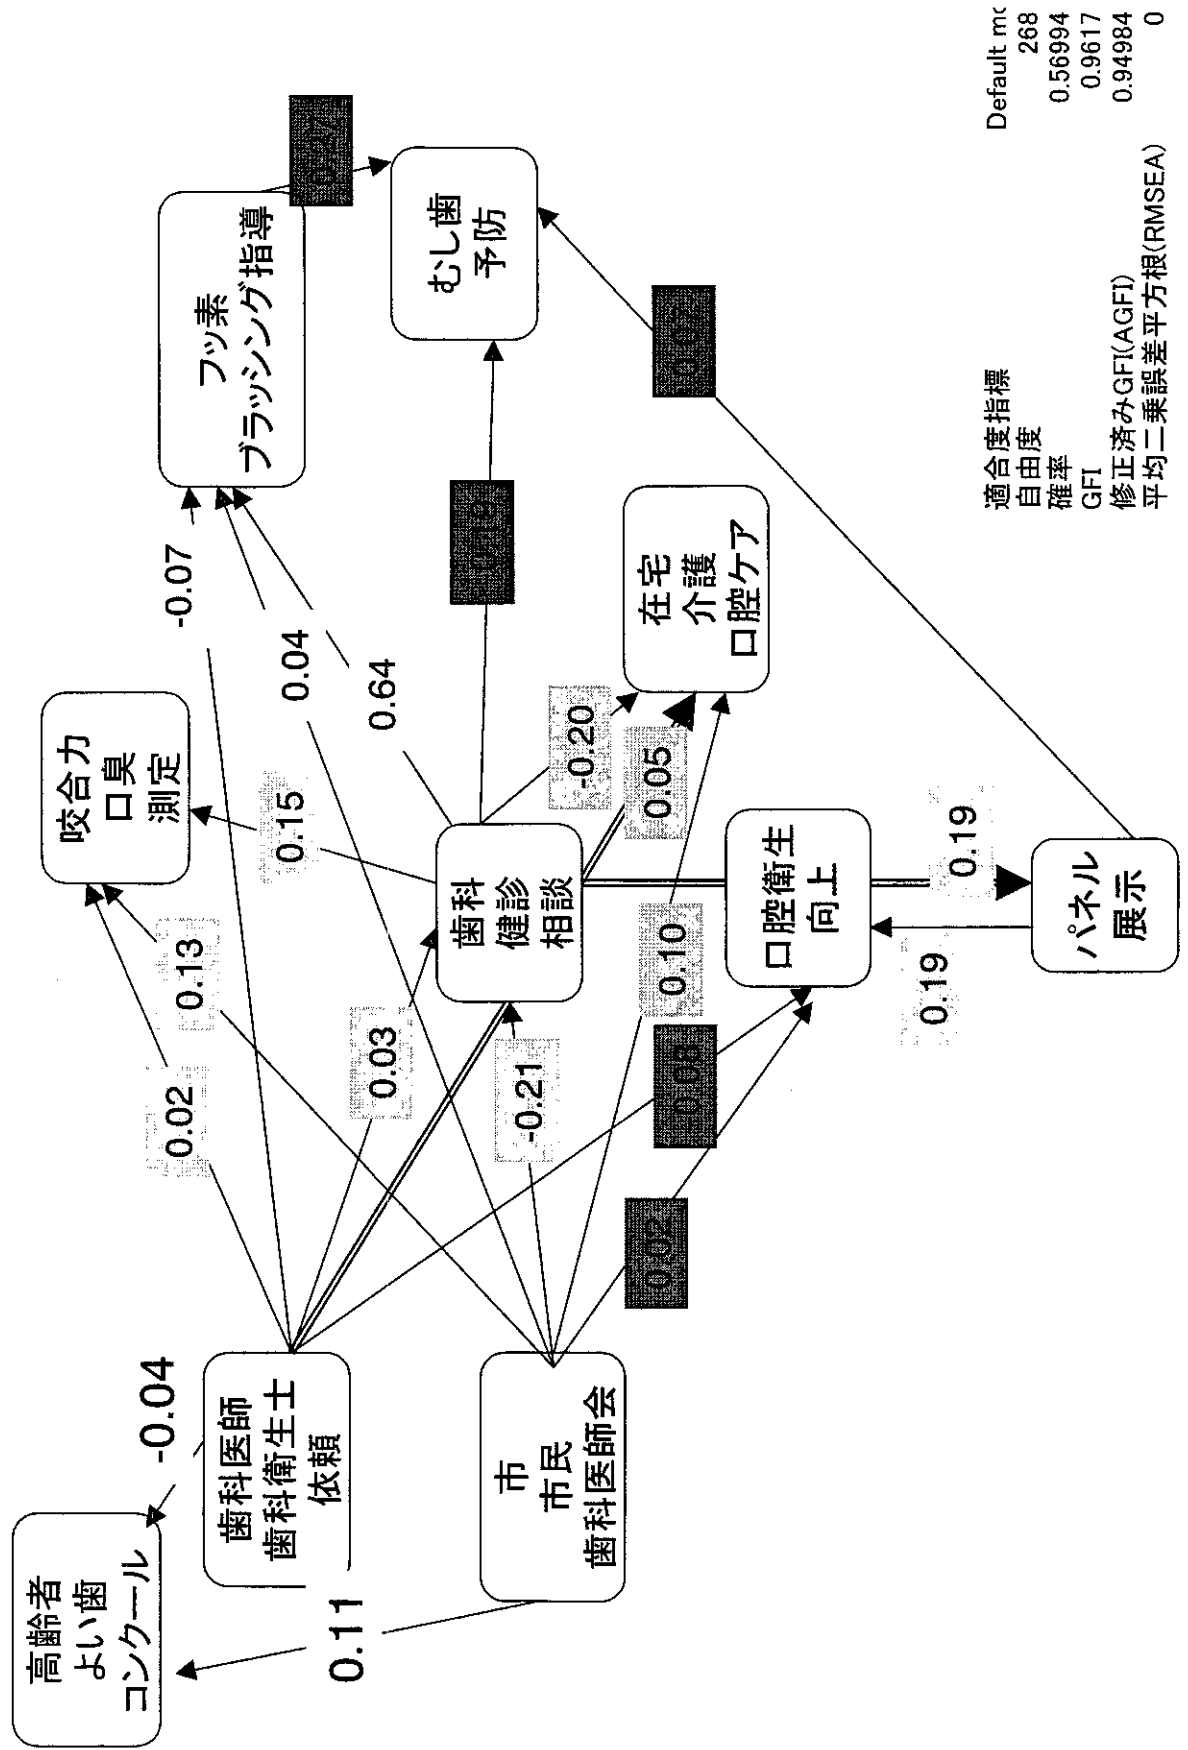 高齢者
よい歯
コンクール
-0.04
0.11
歯科医師
歯科衛生士
依頼
市
市民
歯科医師会
0.02
0.13
-0.07
0.04
0.64
0.15
0.03
-0.21
0.10
0.02
0.08
咬合力
口臭
測定
歯科
健診
相談
-0.20
0.05
口腔衛生
向上
0.19
0.19
パネル
展示
在宅
介護
口腔ケア
フッ素
ブラッシング指導
むし歯
予防
適合度指標 Default mc
自由度 268
確率 0.56994
GFI 0.9617
修正済みGFI(AGFI) 0.94984
平均二乗誤差平方根(RMSEA) 0